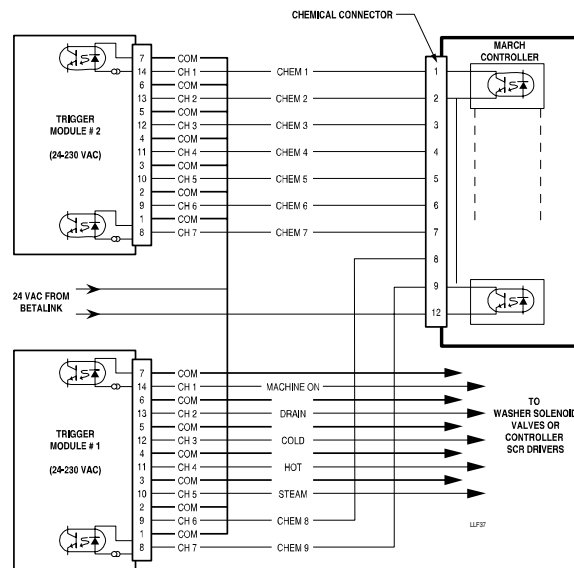 CHEMICAL CONNECTOR
MARCH
CONTROLLER
TRIGGER
MODULE # 2
(24-230 VAC)
7 COM
14 CH 1 CHEM 1 1
6 COM
13 CH 2 CHEM 2 2
5 COM
12 CH 3 CHEM 3 3
4 COM
11 CH 4 CHEM 4 4
3 COM
10 CH 5 CHEM 5 5
2 COM
9 CH 6 CHEM 6 6
1 COM
8 CH 7 CHEM 7 7
8
9
12
24 VAC FROM
BETALINK
TRIGGER
MODULE # 1
(24-230 VAC)
7 COM
14 CH 1 MACHINE ON
6 COM
13 CH 2 DRAIN
5 COM
12 CH 3 COLD
4 COM
11 CH 4 HOT
3 COM
10 CH 5 STEAM
2 COM
9 CH 6 CHEM 8
1 COM
8 CH 7 CHEM 9
TO
WASHER SOLENOID
VALVES OR
CONTROLLER
SCR DRIVERS
LLF37